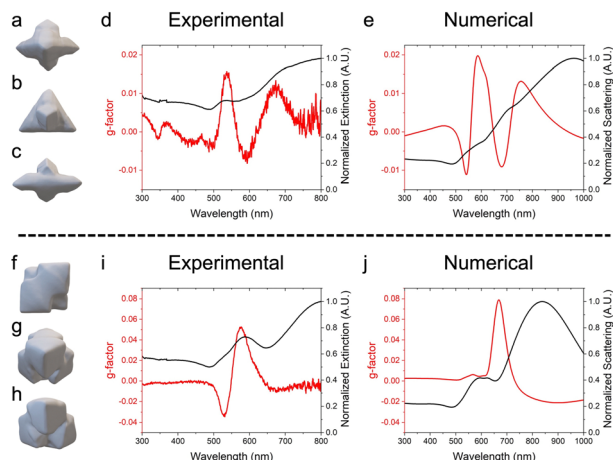 a
b
c
d
Experimental
g-factor
0.02
0.01
0.00
-0.01
1.0
0.8
0.6
0.4
0.2
0.0
Normalized Extinction (A.U.)
300 400 500 600 700 800
Wavelength (nm)
e
Numerical
g-factor
0.02
0.01
0.00
-0.01
1.0
0.8
0.6
0.4
0.2
0.0
Normalized Scattering (A.U.)
300 400 500 600 700 800 900 1000
Wavelength (nm)
f
g
h
i
Experimental
g-factor
0.08
0.06
0.04
0.02
0.00
-0.02
-0.04
1.0
0.8
0.6
0.4
0.2
0.0
Normalized Extinction (A.U.)
300 400 500 600 700 800
Wavelength (nm)
j
Numerical
g-factor
0.08
0.06
0.04
0.02
0.00
-0.02
-0.04
1.0
0.8
0.6
0.4
0.2
0.0
Normalized Scattering (A.U.)
300 400 500 600 700 800 900 1000
Wavelength (nm)